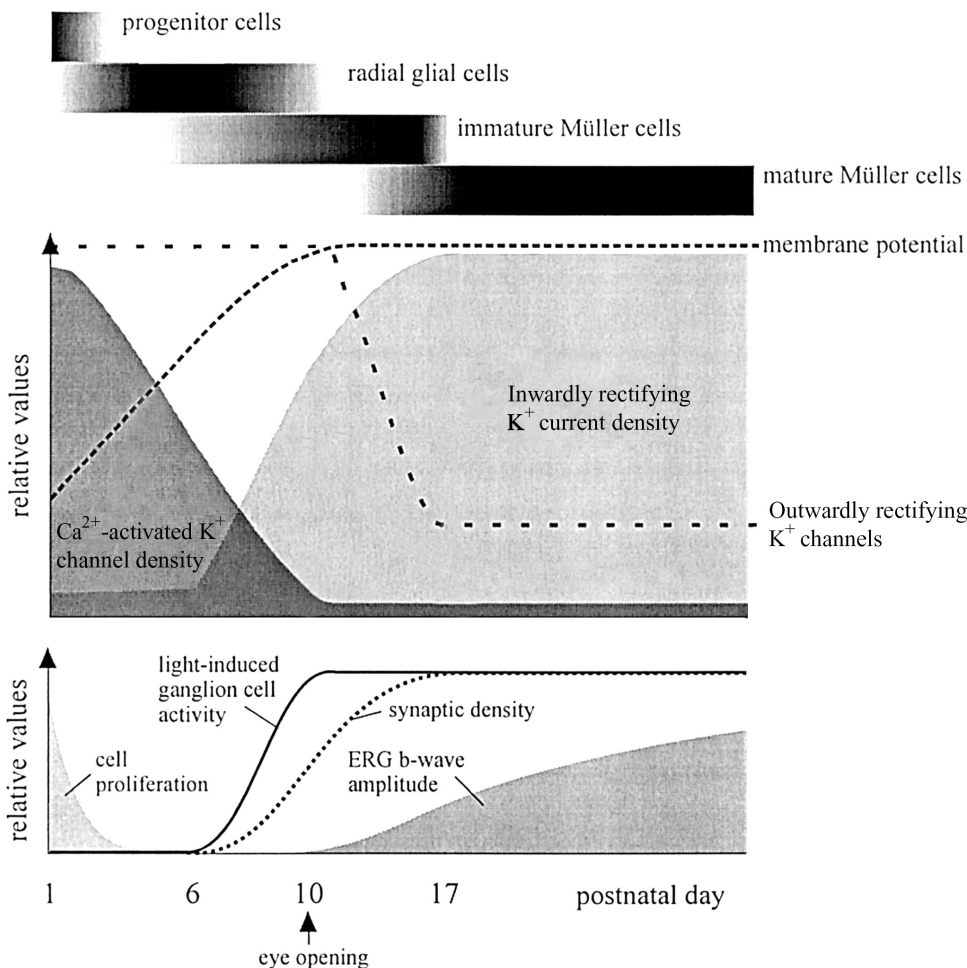 progenitor cells
radial glial cells
immature Müller cells
mature Müller cells
membrane potential
relative values
Inwardly rectifying
K⁺ current density
Ca²⁺-activated K⁺
channel density
Outwardly rectifying
K⁺ channels
relative values
light-induced
ganglion cell
activity
synaptic density
cell
proliferation
ERG b-wave
amplitude
1 6 10 17 postnatal day
eye opening